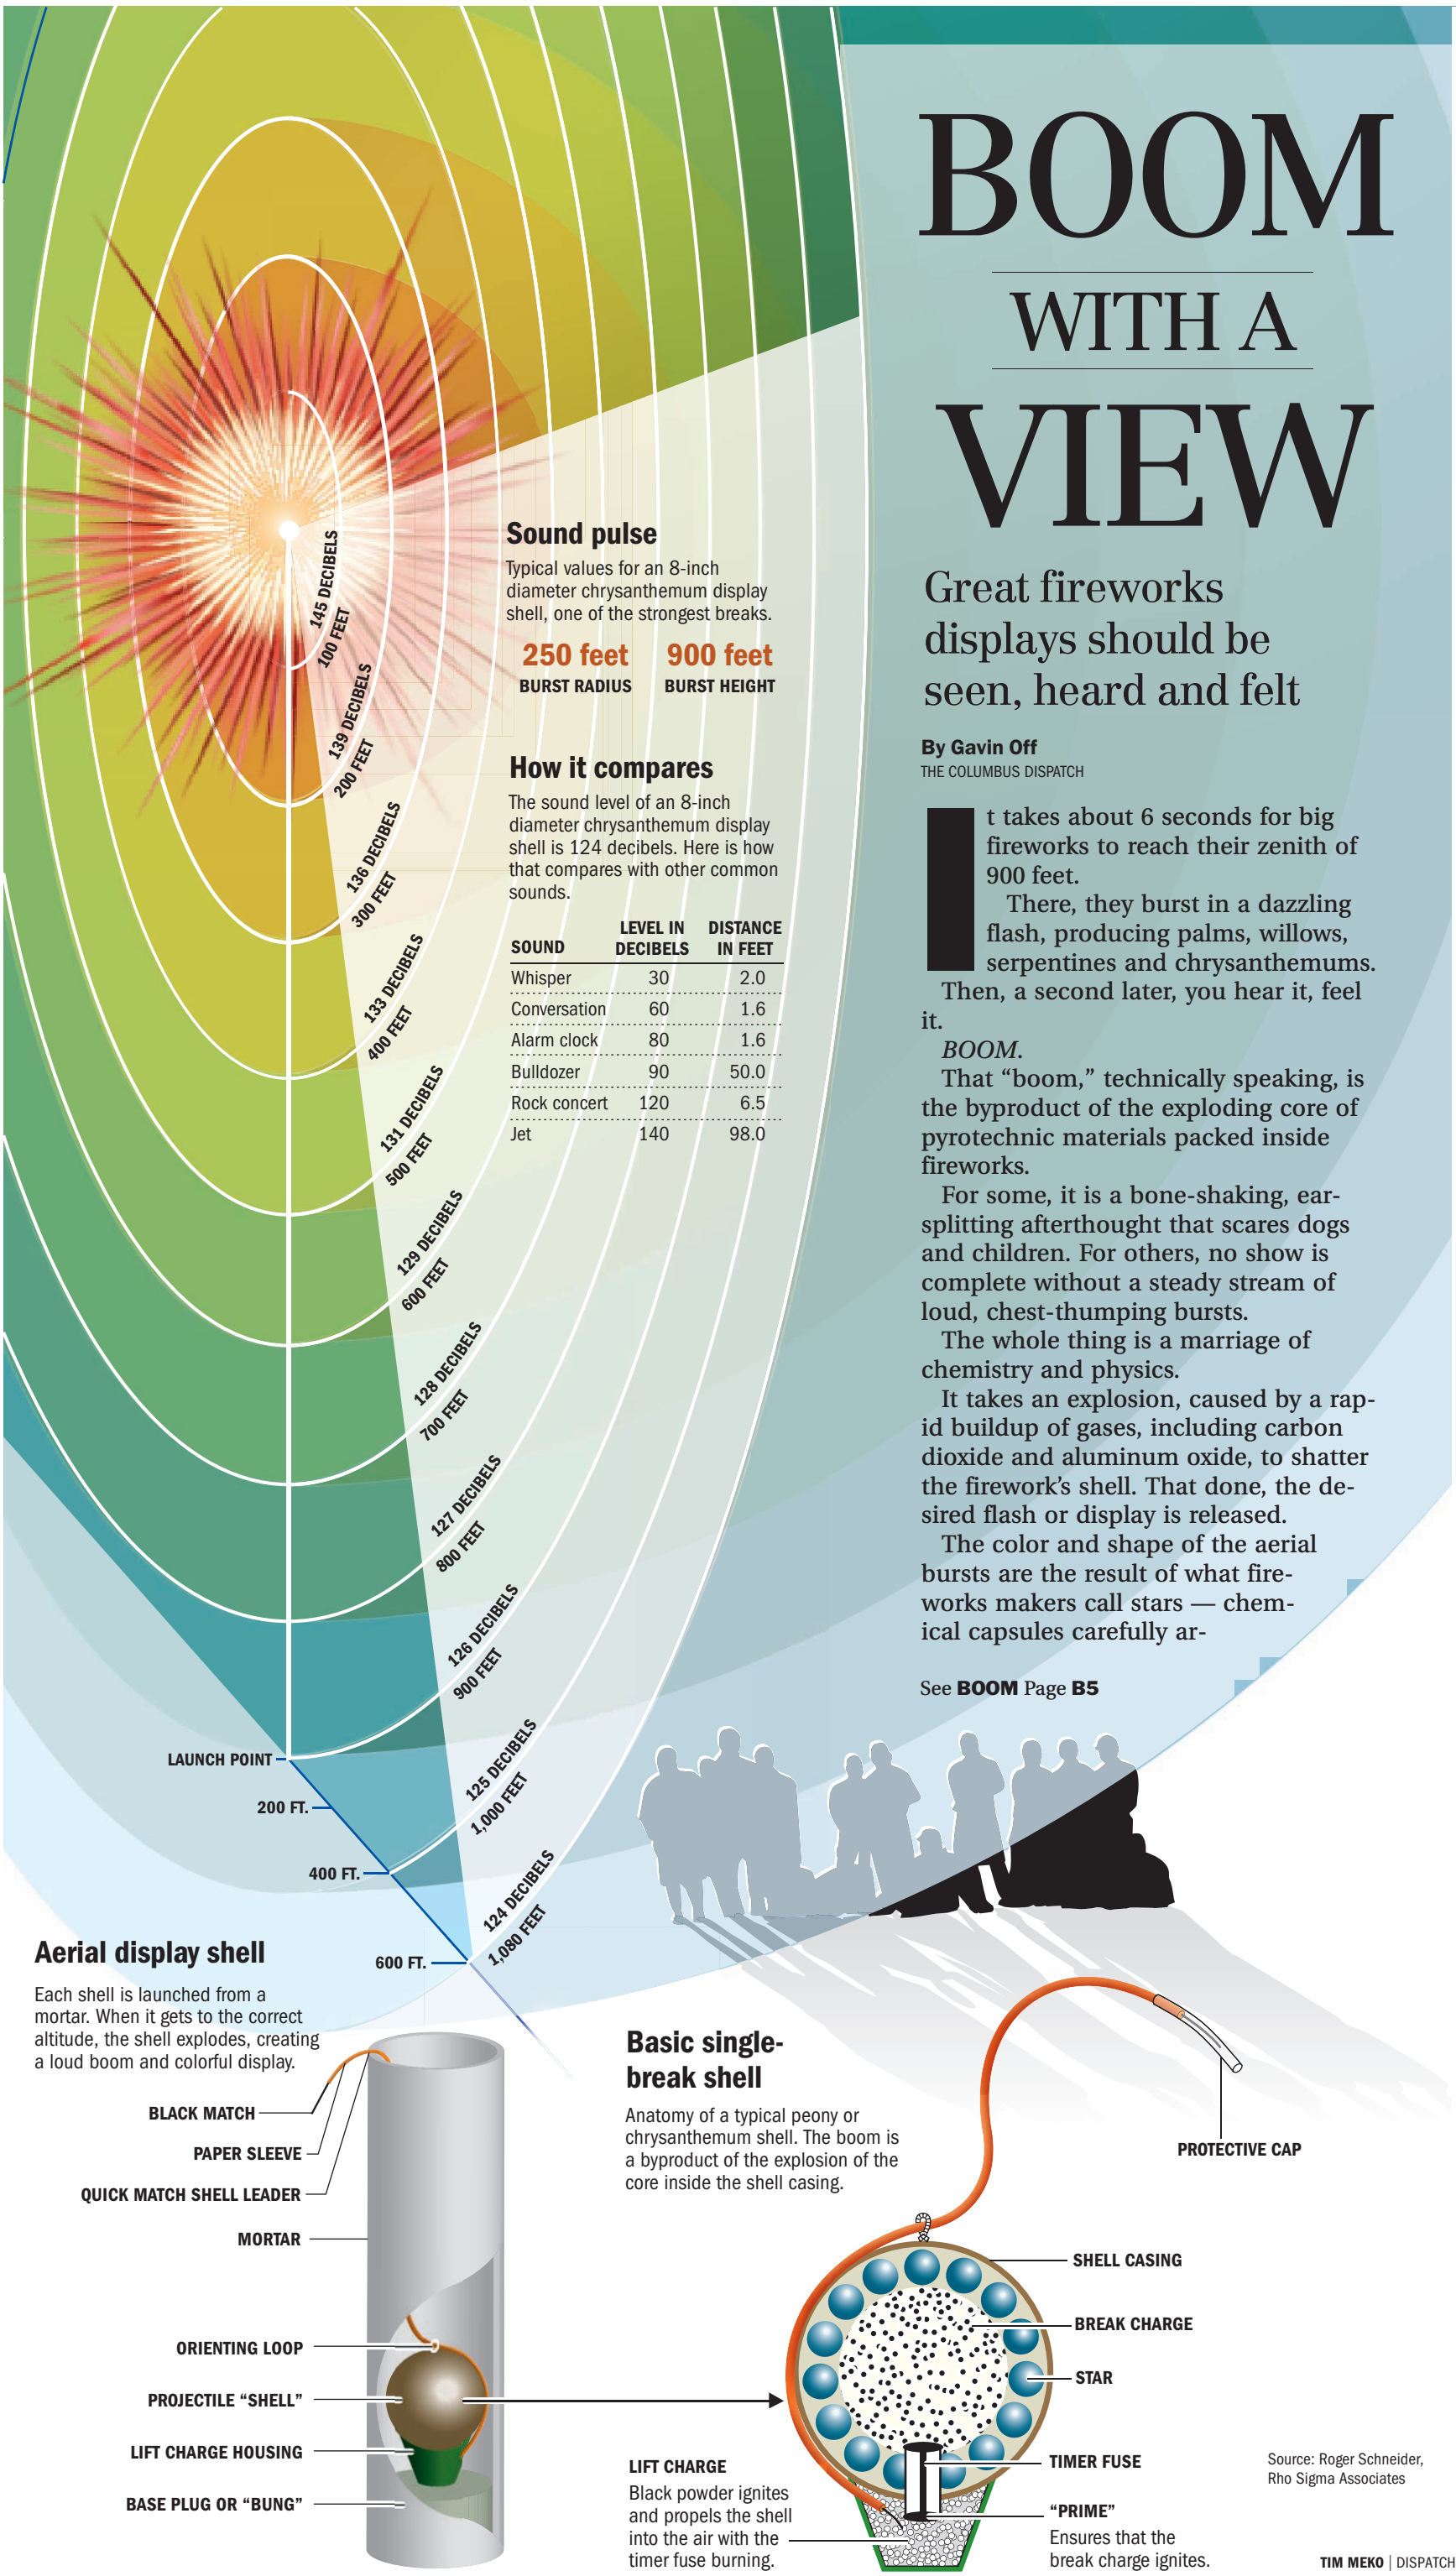 BOOM
WITH A
VIEW
Great fireworks
displays should be
seen, heard and felt
By Gavin Off
THE COLUMBUS DISPATCH
It takes about 6 seconds for big
fireworks to reach their zenith of
900 feet.
There, they burst in a dazzling
flash, producing palms, willows,
serpentines and chrysanthemums.
Then, a second later, you hear it, feel
it.
BOOM.
That “boom,” technically speaking, is
the byproduct of the exploding core of
pyrotechnic materials packed inside
fireworks.
For some, it is a bone-shaking, ear-
splitting afterthought that scares dogs
and children. For others, no show is
complete without a steady stream of
loud, chest-thumping bursts.
The whole thing is a marriage of
chemistry and physics.
It takes an explosion, caused by a rap-
id buildup of gases, including carbon
dioxide and aluminum oxide, to shatter
the firework’s shell. That done, the de-
sired flash or display is released.
The color and shape of the aerial
bursts are the result of what fire-
works makers call stars — chem-
ical capsules carefully ar-
See BOOM Page B5
Sound pulse
Typical values for an 8-inch
diameter chrysanthemum display
shell, one of the strongest breaks.
250 feet 900 feet
BURST RADIUS BURST HEIGHT
How it compares
The sound level of an 8-inch
diameter chrysanthemum display
shell is 124 decibels. Here is how
that compares with other common
sounds.
LEVEL IN DISTANCE
SOUND DECIBELS IN FEET
Whisper 30 2.0
Conversation 60 1.6
Alarm clock 80 1.6
Bulldozer 90 50.0
Rock concert 120 6.5
Jet 140 98.0
145 DECIBELS
100 FEET
139 DECIBELS
200 FEET
136 DECIBELS
300 FEET
133 DECIBELS
400 FEET
131 DECIBELS
500 FEET
129 DECIBELS
600 FEET
128 DECIBELS
700 FEET
127 DECIBELS
800 FEET
126 DECIBELS
900 FEET
125 DECIBELS
1,000 FEET
124 DECIBELS
1,080 FEET
LAUNCH POINT
200 FT.
400 FT.
600 FT.
Aerial display shell
Each shell is launched from a
mortar. When it gets to the correct
altitude, the shell explodes, creating
a loud boom and colorful display.
BLACK MATCH
PAPER SLEEVE
QUICK MATCH SHELL LEADER
MORTAR
ORIENTING LOOP
PROJECTILE “SHELL”
LIFT CHARGE HOUSING
BASE PLUG OR “BUNG”
Basic single-
break shell
Anatomy of a typical peony or
chrysanthemum shell. The boom is
a byproduct of the explosion of the
core inside the shell casing.
PROTECTIVE CAP
SHELL CASING
BREAK CHARGE
STAR
TIMER FUSE
“PRIME”
Ensures that the
break charge ignites.
LIFT CHARGE
Black powder ignites
and propels the shell
into the air with the
timer fuse burning.
Source: Roger Schneider,
Rho Sigma Associates
TIM MEKO | DISPATCH